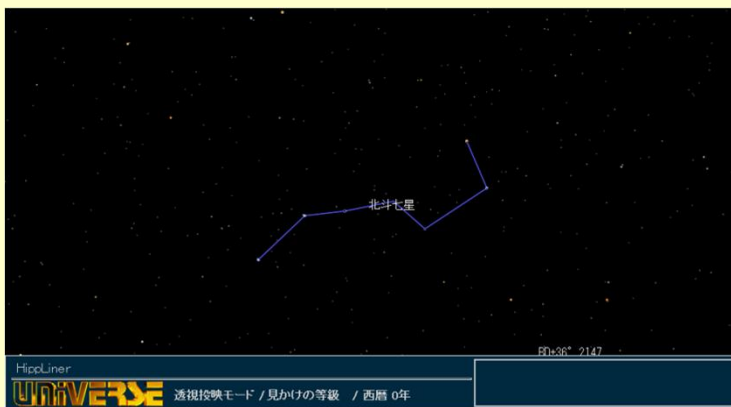 北斗七星
BD+36° 2147
HippLiner
UNiVERSE
透視投映モード / 見かけの等級 / 西暦 0年